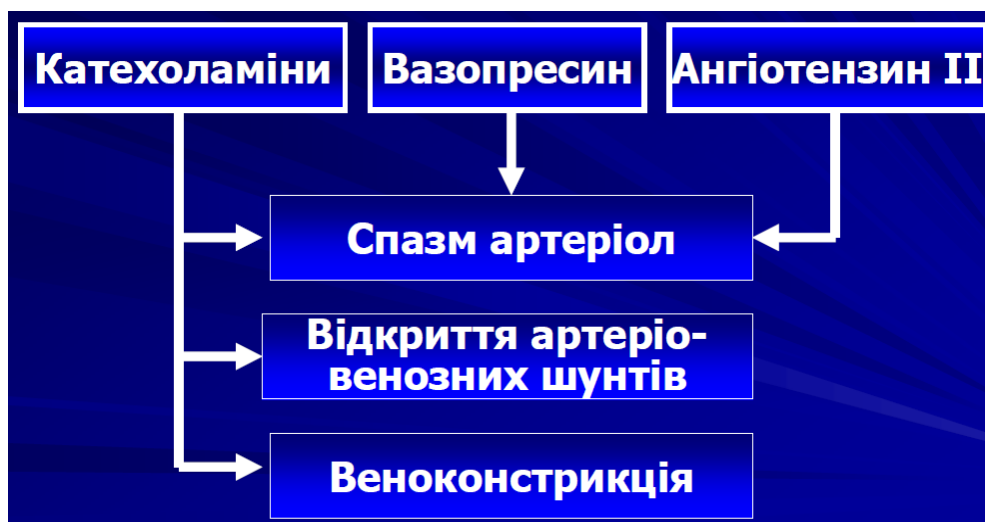 Катехоламіни
Вазопресин
Ангіотензин II
Спазм артеріол
Відкриття артеріо-
венозних шунтів
Веноконстрикція